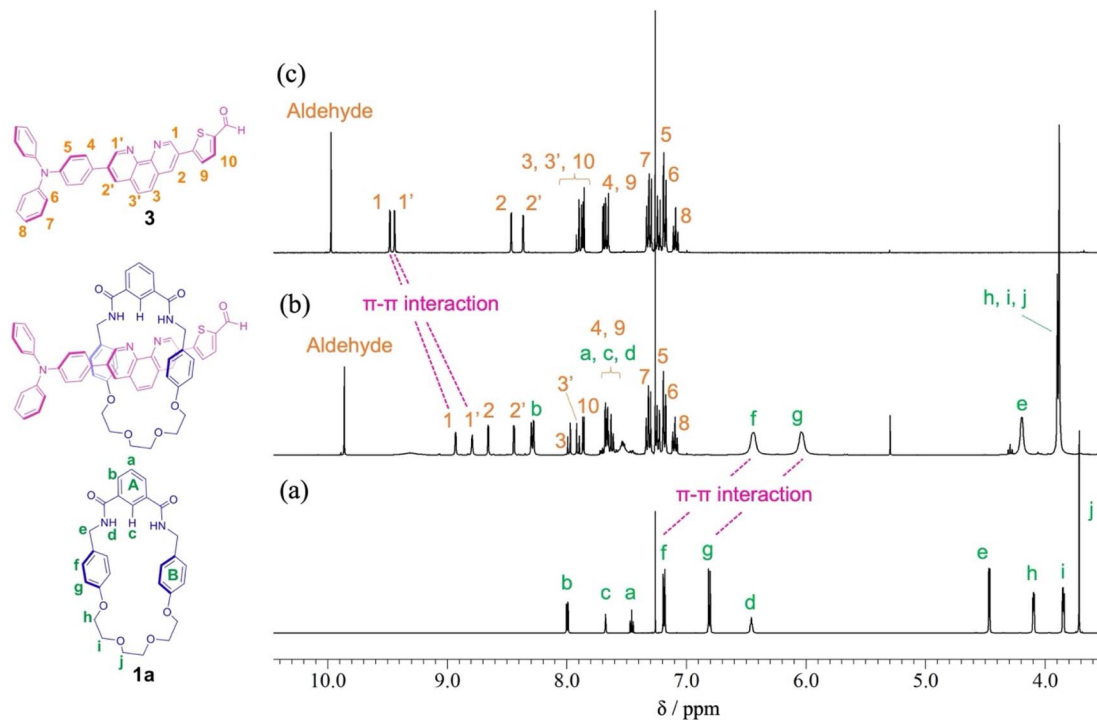 (c)
Aldehyde
1 1' 2 2'
3, 3', 10
4, 9
7
5
6
8
N
5 4 1' N N 1 S O H
6 2' 3' 3 2 9 10
7
8
3
π-π interaction
(b)
Aldehyde
1 1' 2 2' b
3 3' 10
4, 9
a, c, d
7
5
6
8
f g e
h, i, j
O O
NH H HN
N N N S O H
O O
O O
π-π interaction
(a)
b c a f g d e h i j
a
b A
O O
e NH H HN
d c
f B
g
O O
h
i O O
j
1a
10.0 9.0 8.0 7.0 6.0 5.0 4.0
δ / ppm